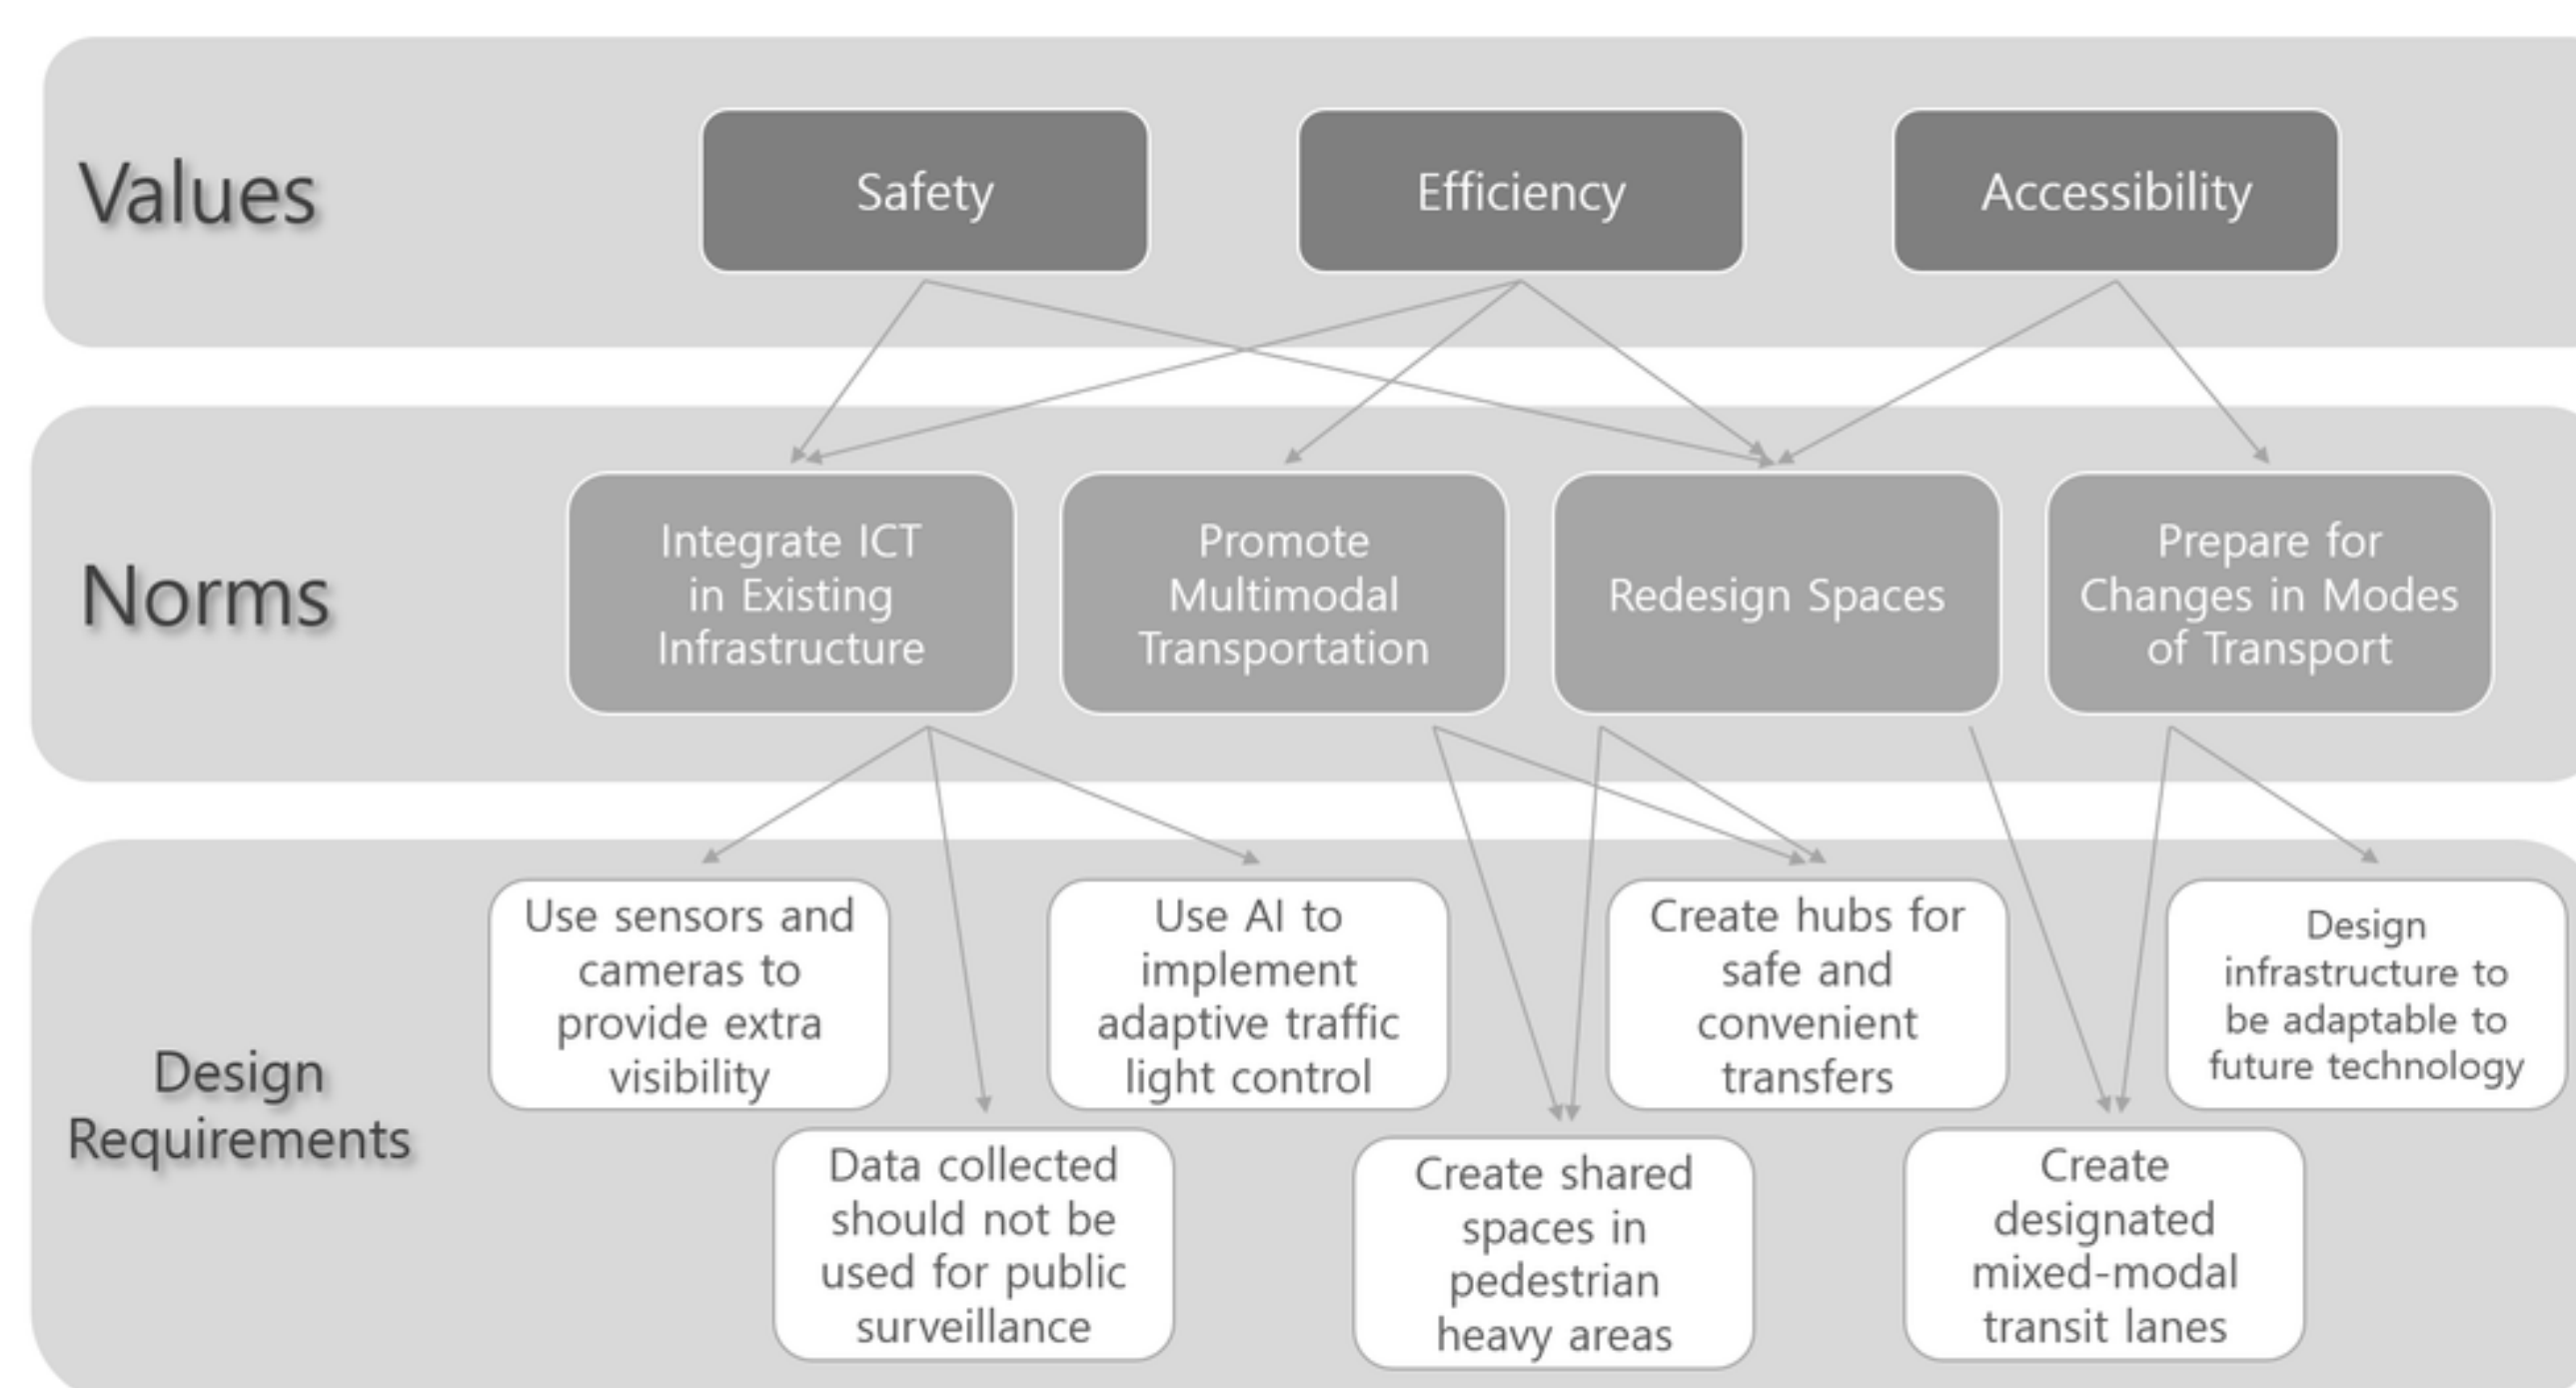 Values
Safety
Efficiency
Accessibility
Norms
Integrate ICT
in Existing
Infrastructure
Promote
Multimodal
Transportation
Redesign Spaces
Prepare for
Changes in Modes
of Transport
Design
Requirements
Use sensors and
cameras to
provide extra
visibility
Use AI to
implement
adaptive traffic
light control
Create hubs for
safe and
convenient
transfers
Design
infrastructure to
be adaptable to
future technology
Data collected
should not be
used for public
surveillance
Create shared
spaces in
pedestrian
heavy areas
Create
designated
mixed-modal
transit lanes